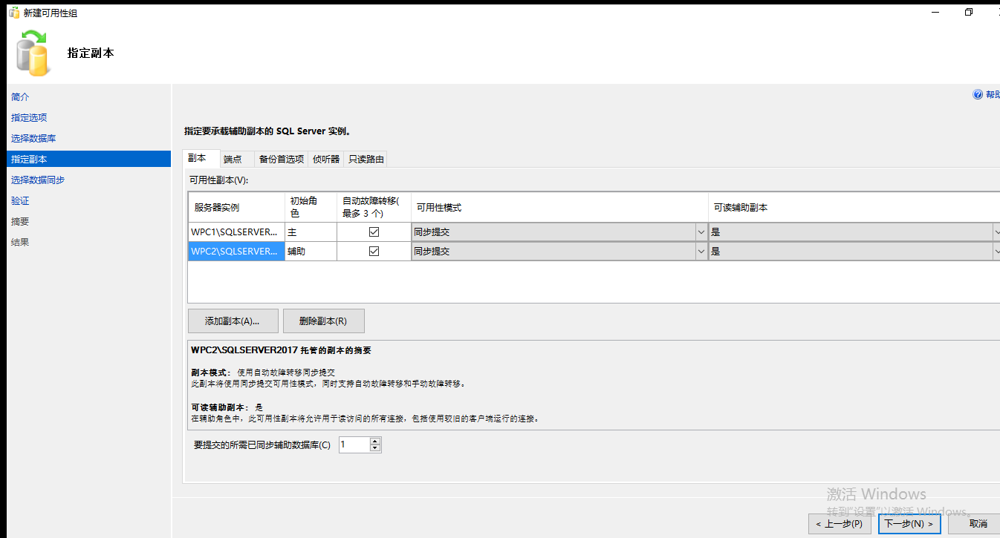 新建可用性组
指定副本
简介
指定选项
选择数据库
指定副本
选择数据同步
验证
摘要
结果
帮助
指定要承载辅助副本的 SQL Server 实例。
副本 端点 备份首选项 侦听器 只读路由
可用性副本(V):
服务器实例 初始角色 自动故障转移(最多 3 个) 可用性模式 可读辅助副本
WPC1\SQLSERVER... 主 同步提交 是
WPC2\SQLSERVER... 辅助 同步提交 是
添加副本(A)... 删除副本(R)
WPC2\SQLSERVER2017 托管的副本的摘要
副本模式: 使用自动故障转移同步提交
此副本将使用同步提交可用性模式，同时支持自动故障转移和手动故障转移。
可读辅助副本: 是
在辅助角色中，此可用性副本将允许用于读访问的所有连接，包括使用较旧的客户端运行的连接。
要提交的所需已同步辅助数据库(C) 1
激活 Windows
转到"设置"以激活 Windows。
< 上一步(P) 下一步(N) > 取消